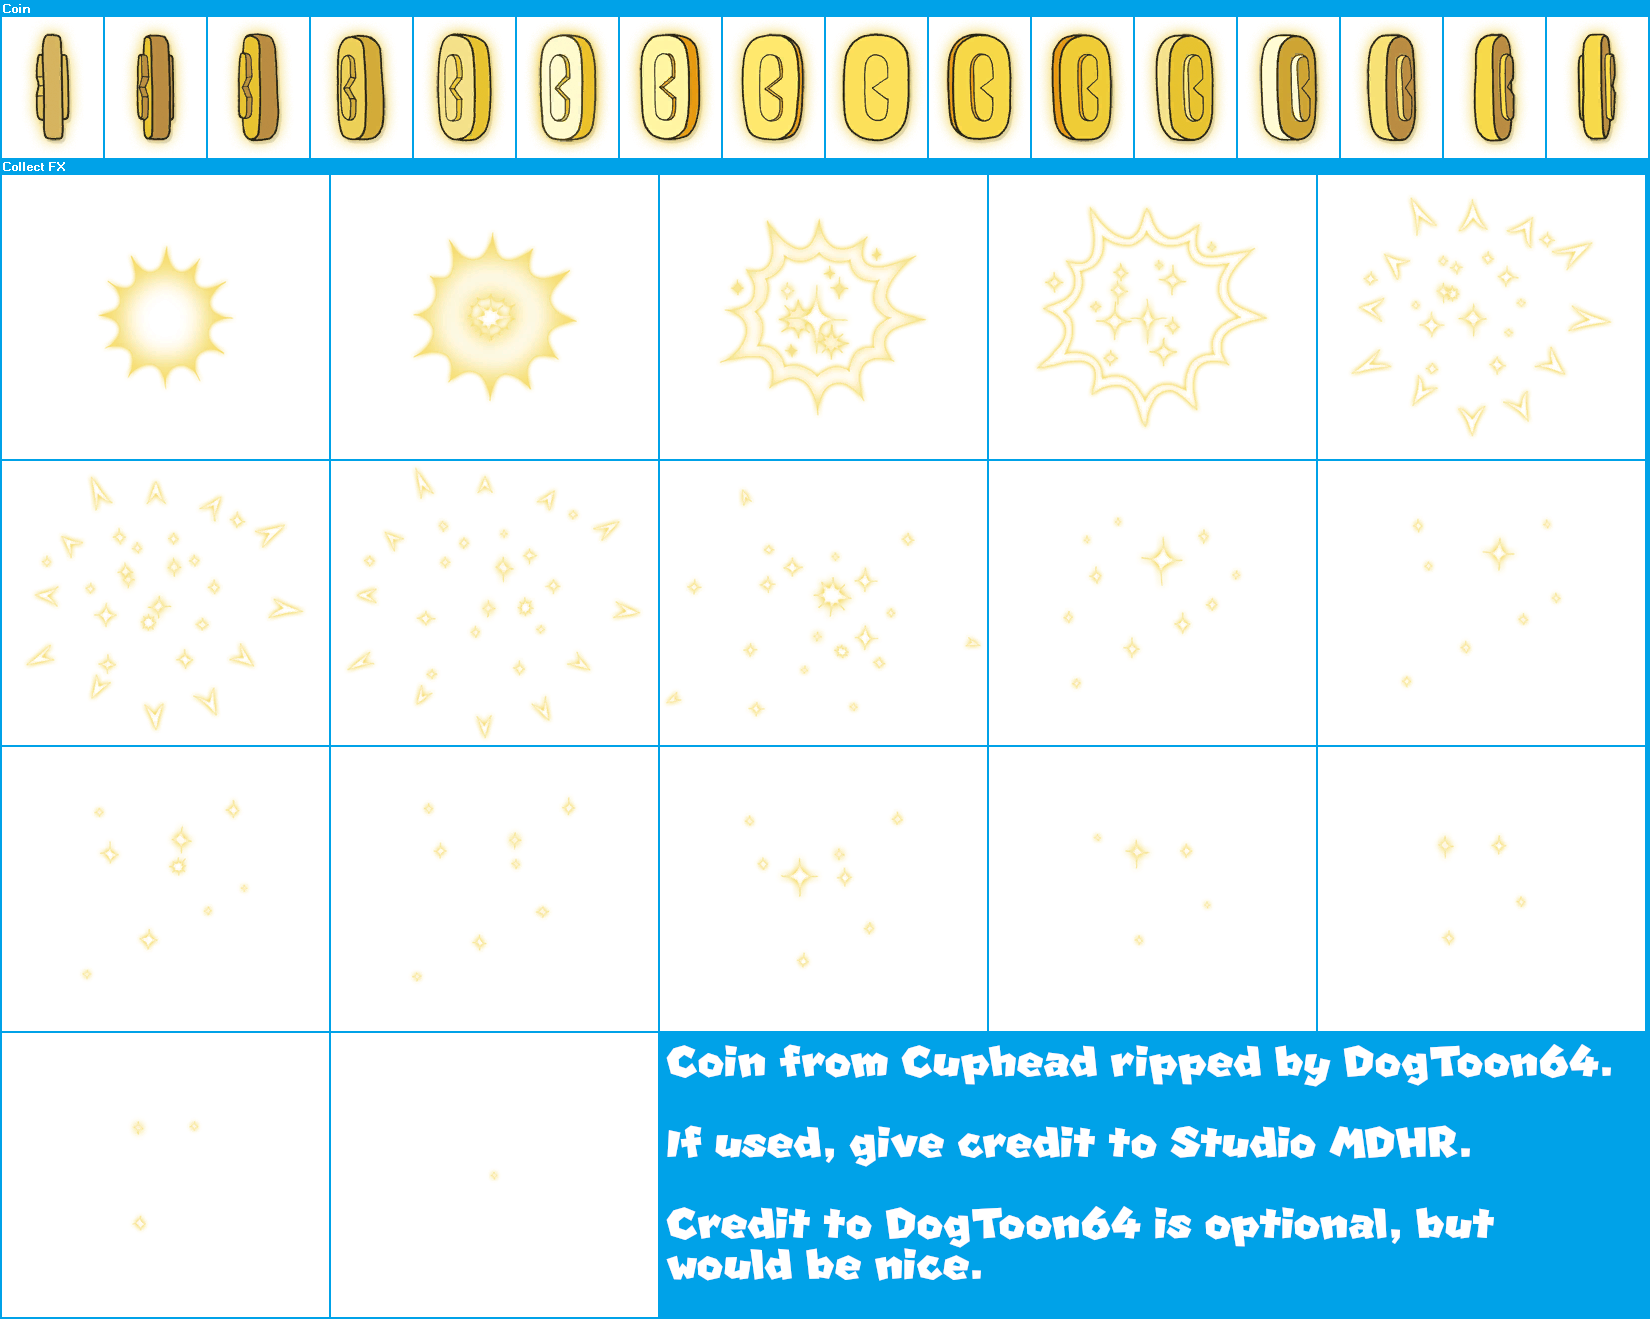 Coin
Collect FX
Coin from Cuphead ripped by DogToon64.
If used, give credit to Studio MDHR.
Credit to DogToon64 is optional, but
would be nice.